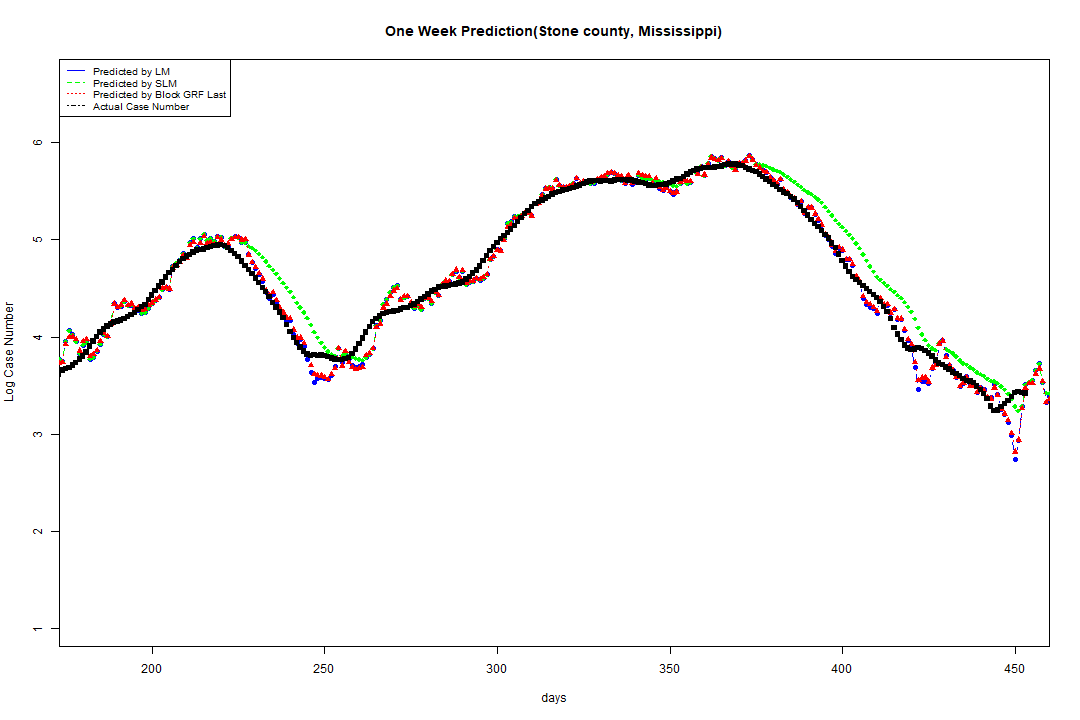 One Week Prediction(Stone county, Mississippi)
Predicted by LM
Predicted by SLM
Predicted by Block GRF Last
Actual Case Number
Log Case Number
6
5
4
3
2
1
200
250
300
350
400
450
days